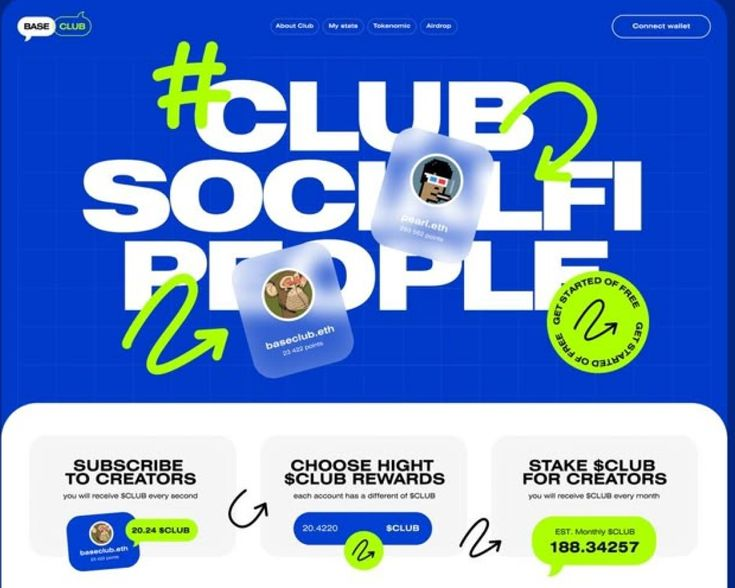 BASE CLUB
About Club My stats Tokenomic Airdrop
Connect wallet
#CLUB
SOCI LFI
PEOPLE
pearl.eth
baseclub.eth
23 422 points
GET STARTED OF FREE GET STARTED OF FREE
SUBSCRIBE
TO CREATORS
you will receive $CLUB every second
baseclub.eth
20.24 $CLUB
CHOOSE HIGHT
$CLUB REWARDS
each account has a different of $CLUB
20.4220 $CLUB
STAKE $CLUB
FOR CREATORS
you will receive $CLUB every month
EST. Monthly $CLUB
188.34257